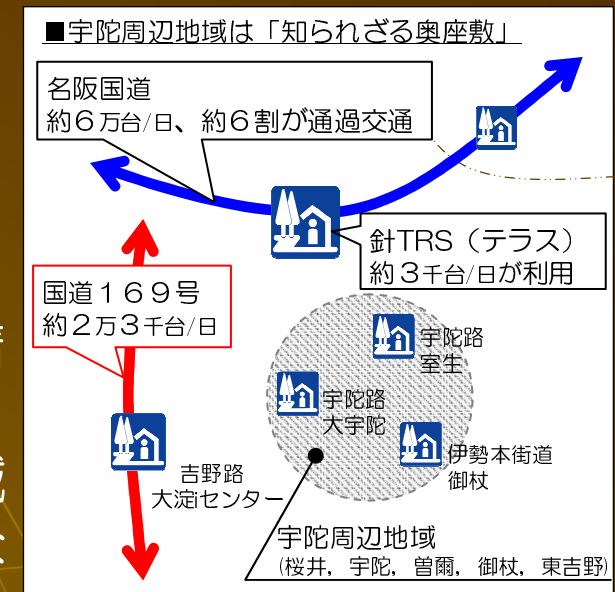 ■宇陀周辺地域は「知られざる奥座敷」
名阪国道
約6万台/日、約6割が通過交通
針TRS(テラス)
約3千台/日が利用
国道169号
約2万3千台/日
宇陀路
室生
宇陀路
大宇陀
伊勢本街道
御杖
吉野路
大淀iセンター
宇陀周辺地域
(桜井, 宇陀, 曽爾, 御杖, 東吉野)